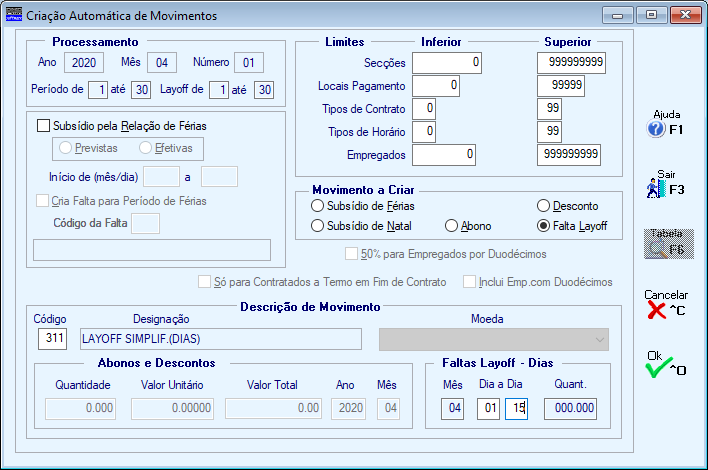 Criação Automática de Movimentos
Processamento
Ano 2020 Mês 04 Número 01
Período de 1 até 30 Layoff de 1 até 30
Limites Inferior Superior
Secções 0 999999999
Locais Pagamento 0 99999
Tipos de Contrato 0 99
Tipos de Horário 0 99
Empregados 0 999999999
Subsídio pela Relação de Férias
Previstas Efetivas
Início de (mês/dia) a
Cria Falta para Período de Férias
Código da Falta
Movimento a Criar
Subsídio de Férias Desconto
Subsídio de Natal Abono Falta Layoff
50% para Empregados por Duodécimos
Só para Contratados a Termo em Fim de Contrato Inclui Emp.com Duodécimos
Descrição de Movimento
Código Designação Moeda
311 LAYOFF SIMPLIF.(DIAS)
Abonos e Descontos
Quantidade Valor Unitário Valor Total Ano Mês
0.000 0.00000 0.00 2020 04
Faltas Layoff - Dias
Mês Dia a Dia Quant.
04 01 15 000.000
Ajuda
F1
Sair
F3
Tabela
F6
Cancelar
^C
Ok
^O